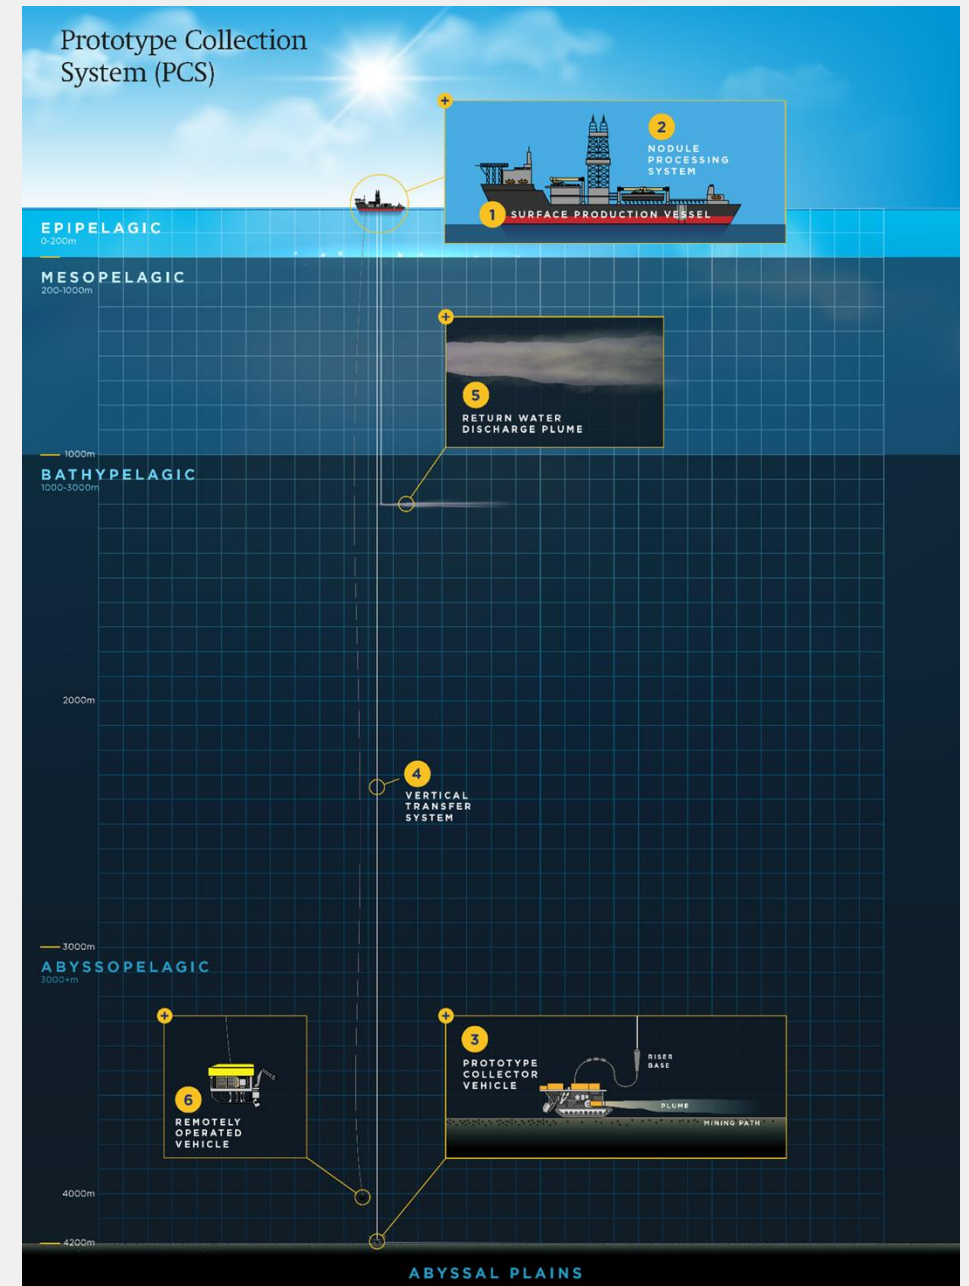 Prototype Collection
System (PCS)
2
NODULE
PROCESSING
SYSTEM
1 SURFACE PRODUCTION VESSEL
EPIPELAGIC
0-200m
MESOPELAGIC
200-1000m
5
RETURN WATER
DISCHARGE PLUME
1000m
BATHYPELAGIC
1000-3000m
2000m
4
VERTICAL
TRANSFER
SYSTEM
3000m
ABYSSOPELAGIC
3000+m
6
REMOTELY
OPERATED
VEHICLE
3
PROTOTYPE
COLLECTOR
VEHICLE
RISER
BASE
PLUME
MINING PATH
4000m
4200m
ABYSSAL PLAINS